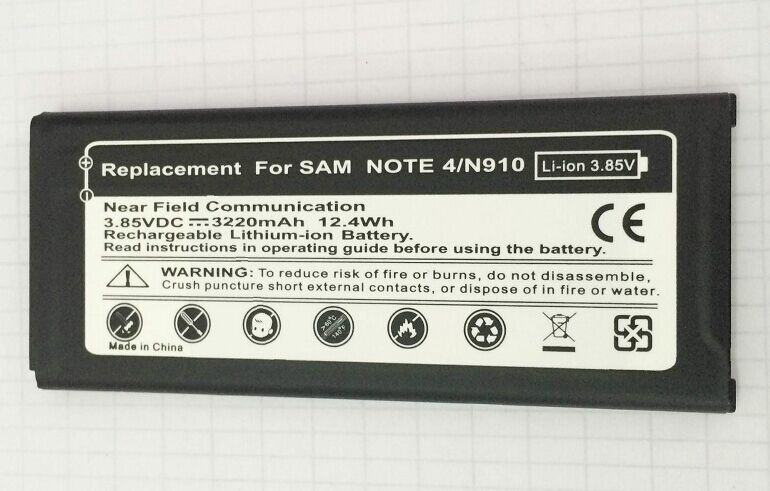 Replacement For SAM NOTE 4/N910 Li-ion 3.85V
Near Field Communication
3.85VDC⎓3220mAh 12.4Wh
Rechargeable Lithium-ion Battery.
Read instructions in operating guide before using the battery.
CE
WARNING: To reduce risk of fire or burns, do not disassemble,
Crush puncture short external contacts, or dispose of in fire or water.
>60°C
140°F
Made in China